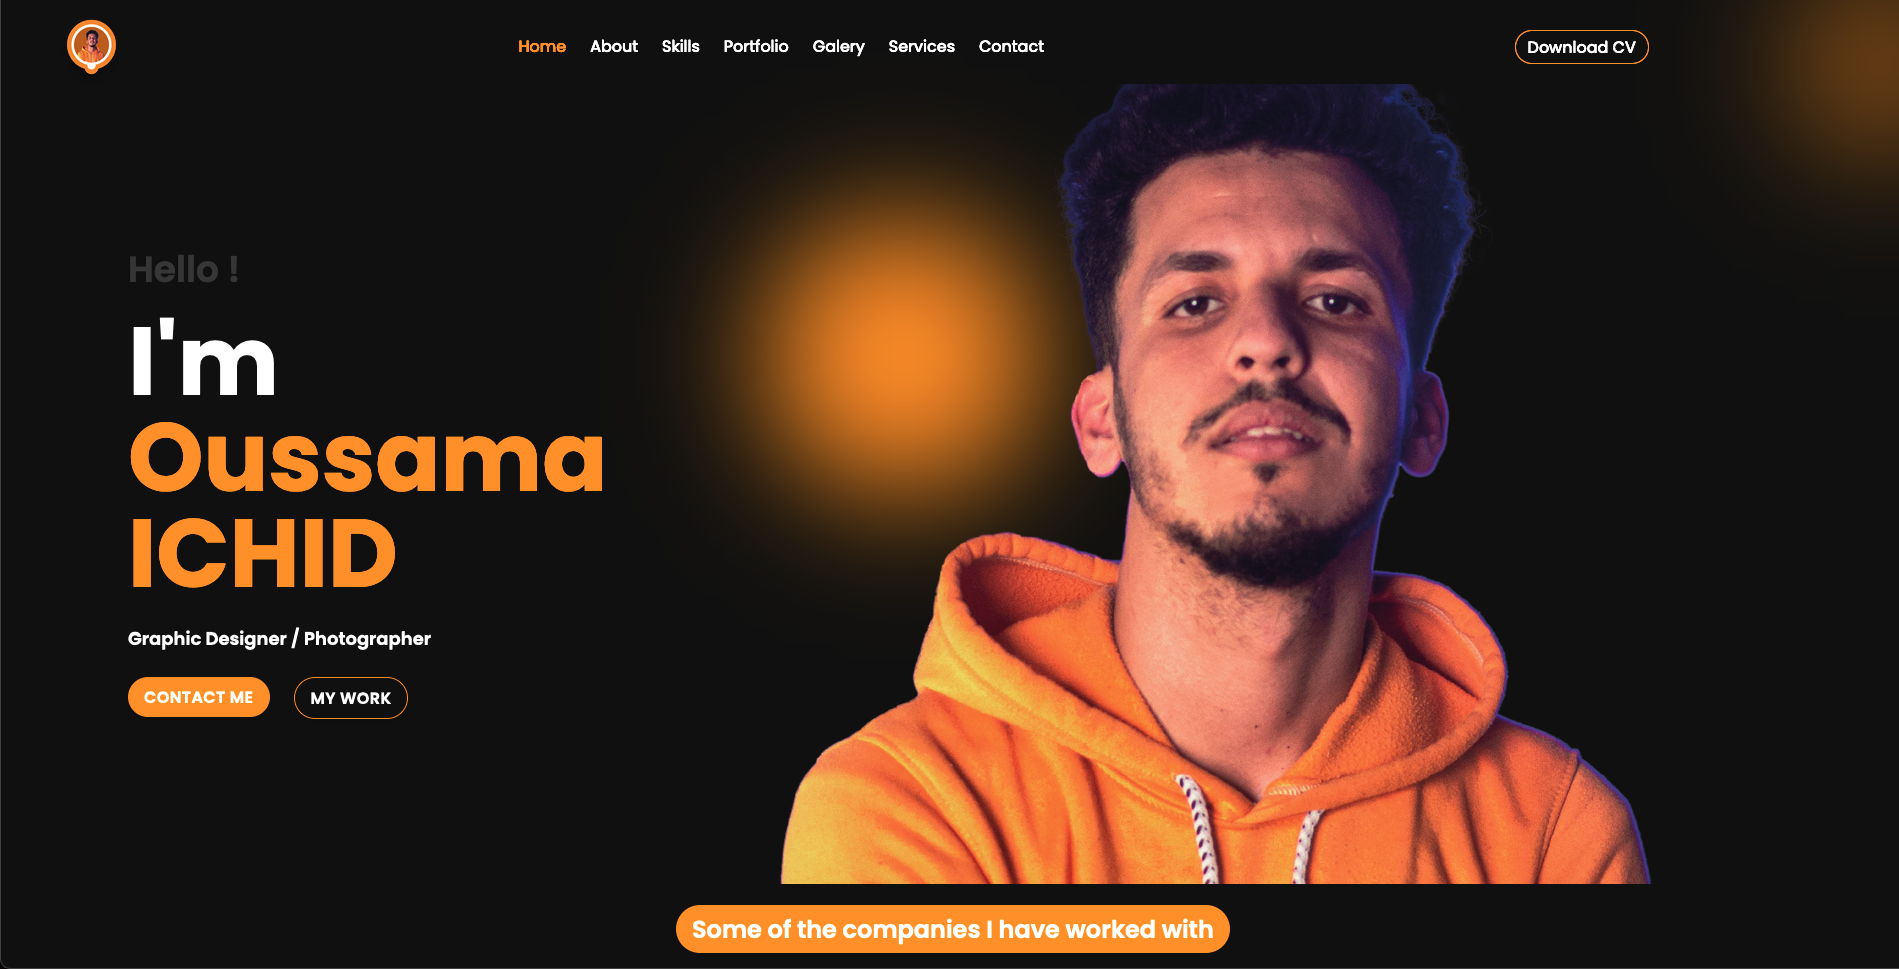 Home About Skills Portfolio Galery Services Contact Download CV
Hello !
I'm
Oussama
ICHID
Graphic Designer / Photographer
CONTACT ME MY WORK
Some of the companies I have worked with